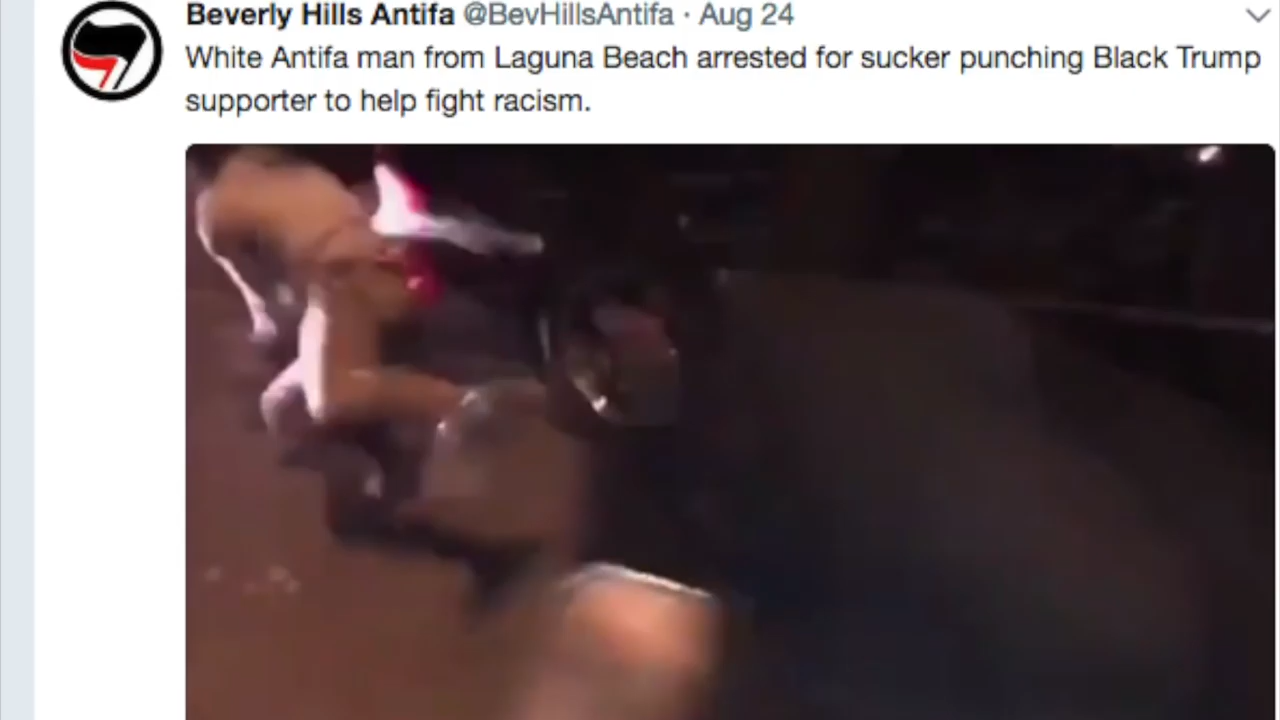 Beverly Hills Antifa @BevHillsAntifa · Aug 24
White Antifa man from Laguna Beach arrested for sucker punching Black Trump
supporter to help fight racism.